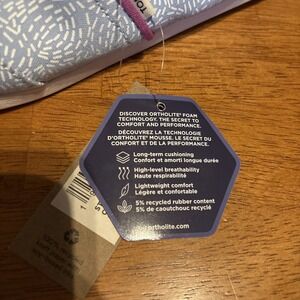 TO
DISCOVER ORTHOLITE® FOAM
TECHNOLOGY. THE SECRET TO
COMFORT AND PERFORMANCE.
DÉCOUVREZ LA TECHNOLOGIE
D'ORTHOLITE® MOUSSE. LE SECRET DU
CONFORT ET DE LA PERFORMANCE.
Long-term cushioning
Confort et amorti longue durée
High-level breathability
Haute respirabilité
Lightweight comfort
Légère et confortable
5% recycled rubber content
5% de caoutchouc recyclé
ortholite.com